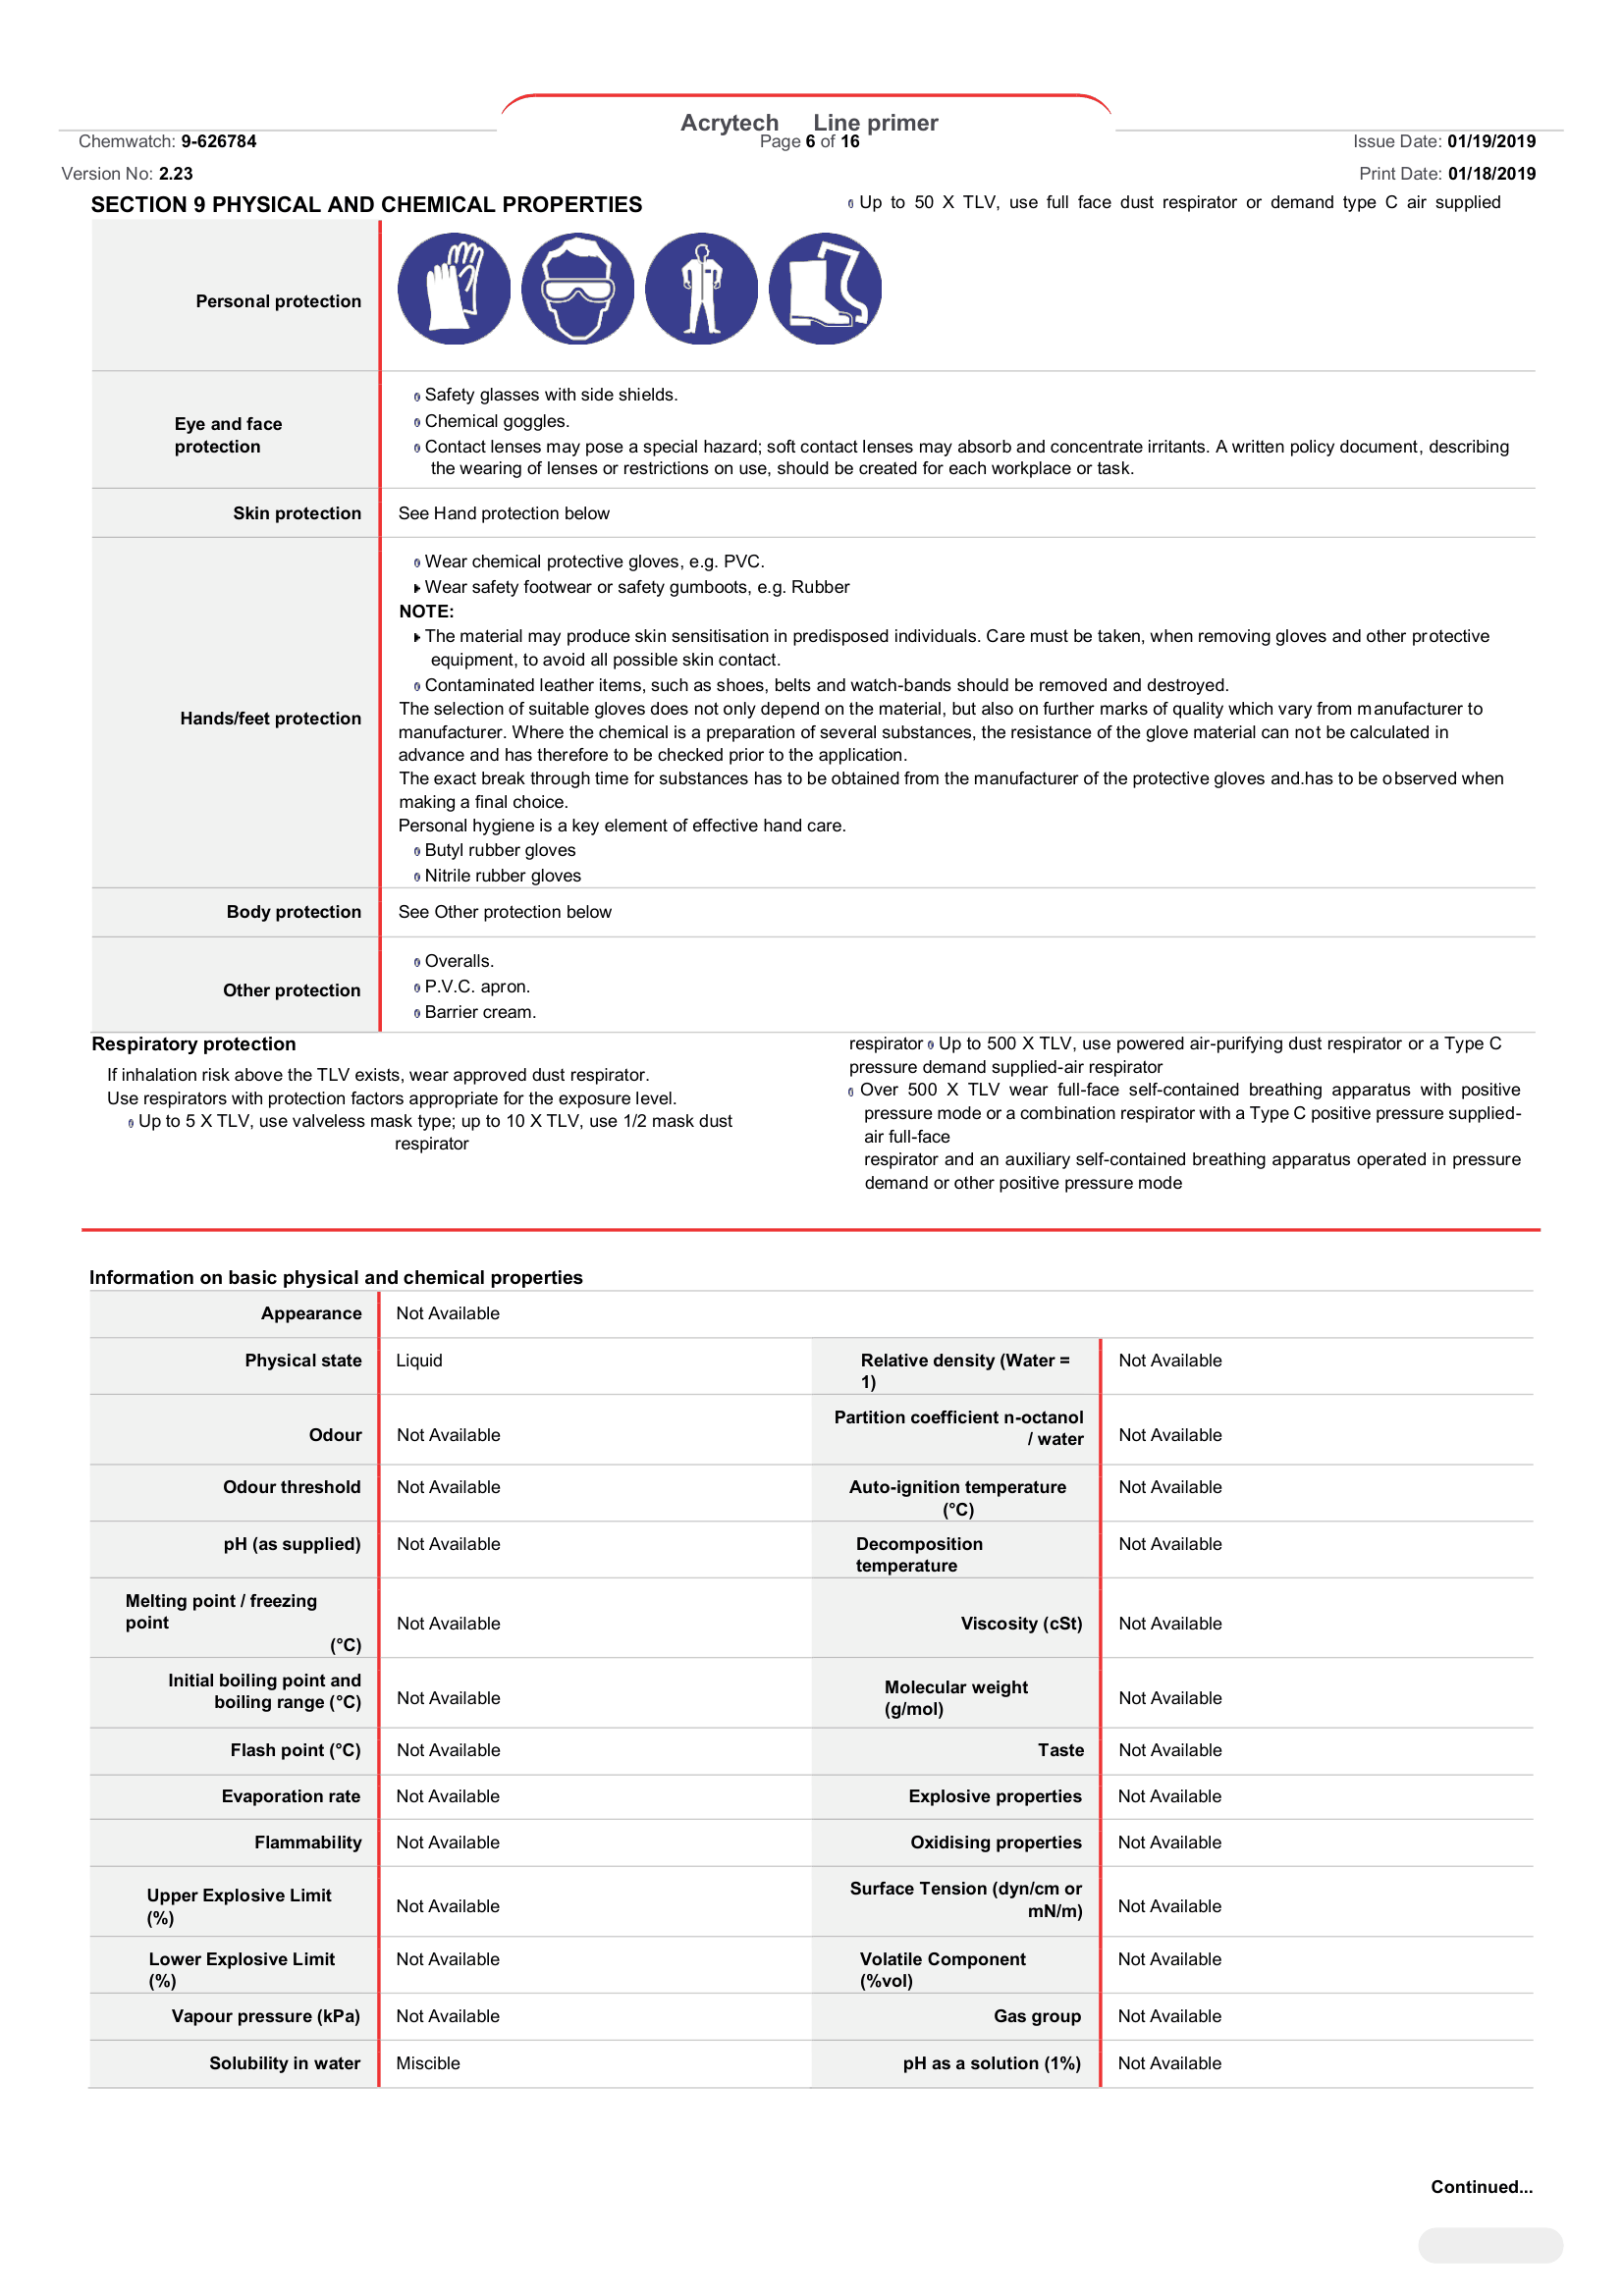 Acrytech Line primer
Chemwatch: 9-626784
Page 6 of 16
Issue Date: 01/19/2019
Version No: 2.23
Print Date: 01/18/2019
SECTION 9 PHYSICAL AND CHEMICAL PROPERTIES
Up to 50 X TLV, use full face dust respirator or demand type C air supplied
Personal protection
Eye and face
protection
Safety glasses with side shields.
Chemical goggles.
Contact lenses may pose a special hazard; soft contact lenses may absorb and concentrate irritants. A written policy document, describing
the wearing of lenses or restrictions on use, should be created for each workplace or task.
Skin protection
See Hand protection below
Hands/feet protection
Wear chemical protective gloves, e.g. PVC.
Wear safety footwear or safety gumboots, e.g. Rubber
NOTE:
The material may produce skin sensitisation in predisposed individuals. Care must be taken, when removing gloves and other protective
equipment, to avoid all possible skin contact.
Contaminated leather items, such as shoes, belts and watch-bands should be removed and destroyed.
The selection of suitable gloves does not only depend on the material, but also on further marks of quality which vary from manufacturer to
manufacturer. Where the chemical is a preparation of several substances, the resistance of the glove material can not be calculated in
advance and has therefore to be checked prior to the application.
The exact break through time for substances has to be obtained from the manufacturer of the protective gloves and.has to be observed when
making a final choice.
Personal hygiene is a key element of effective hand care.
Butyl rubber gloves
Nitrile rubber gloves
Body protection
See Other protection below
Other protection
Overalls.
P.V.C. apron.
Barrier cream.
Respiratory protection
If inhalation risk above the TLV exists, wear approved dust respirator.
Use respirators with protection factors appropriate for the exposure level.
Up to 5 X TLV, use valveless mask type; up to 10 X TLV, use 1/2 mask dust
respirator
respirator Up to 500 X TLV, use powered air-purifying dust respirator or a Type C
pressure demand supplied-air respirator
Over 500 X TLV wear full-face self-contained breathing apparatus with positive
pressure mode or a combination respirator with a Type C positive pressure supplied-
air full-face
respirator and an auxiliary self-contained breathing apparatus operated in pressure
demand or other positive pressure mode
Information on basic physical and chemical properties
Appearance
Not Available
Physical state
Liquid
Relative density (Water =
1)
Not Available
Odour
Not Available
Partition coefficient n-octanol
/ water
Not Available
Odour threshold
Not Available
Auto-ignition temperature
(°C)
Not Available
pH (as supplied)
Not Available
Decomposition
temperature
Not Available
Melting point / freezing
point
(°C)
Not Available
Viscosity (cSt)
Not Available
Initial boiling point and
boiling range (°C)
Not Available
Molecular weight
(g/mol)
Not Available
Flash point (°C)
Not Available
Taste
Not Available
Evaporation rate
Not Available
Explosive properties
Not Available
Flammability
Not Available
Oxidising properties
Not Available
Upper Explosive Limit
(%)
Not Available
Surface Tension (dyn/cm or
mN/m)
Not Available
Lower Explosive Limit
(%)
Not Available
Volatile Component
(%vol)
Not Available
Vapour pressure (kPa)
Not Available
Gas group
Not Available
Solubility in water
Miscible
pH as a solution (1%)
Not Available
Continued...